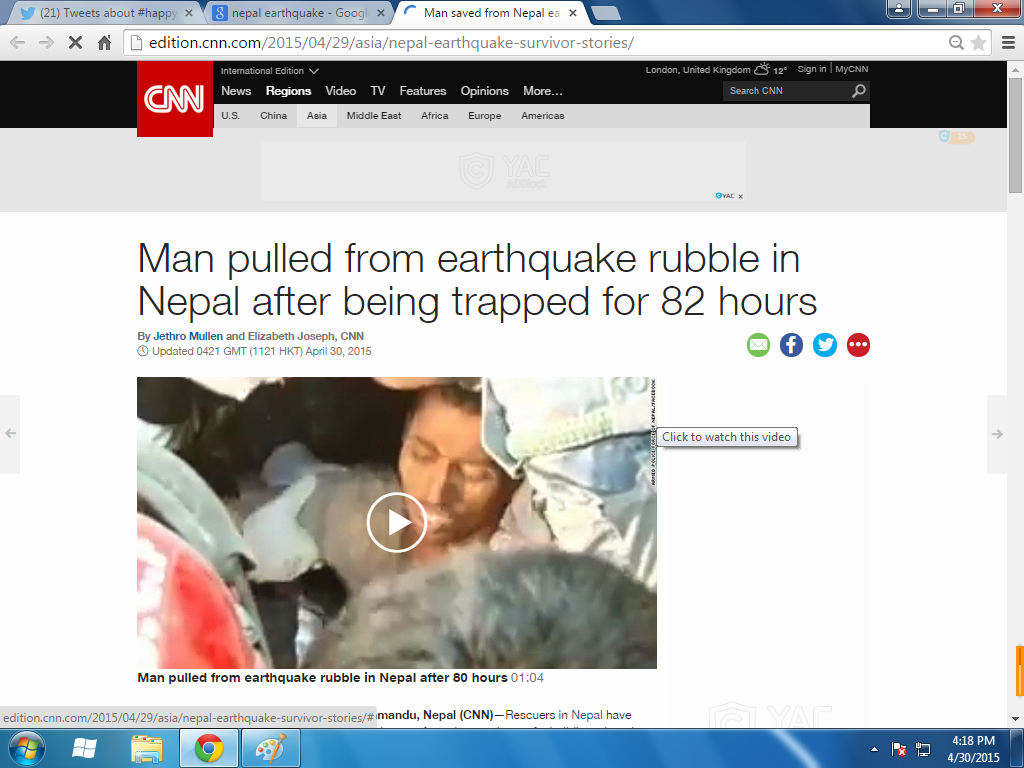 (21) Tweets about #happy
nepal earthquake - Googl
Man saved from Nepal ea
edition.cnn.com/2015/04/29/asia/nepal-earthquake-survivor-stories/
CNN
International Edition
London, United Kingdom 12° Sign in | MyCNN
News Regions Video TV Features Opinions More...
Search CNN
U.S. China Asia Middle East Africa Europe Americas
15
YAC
AdBlock
YAC x
Man pulled from earthquake rubble in
Nepal after being trapped for 82 hours
By Jethro Mullen and Elizabeth Joseph, CNN
Updated 0421 GMT (1121 HKT) April 30, 2015
Click to watch this video
Man pulled from earthquake rubble in Nepal after 80 hours 01:04
mandu, Nepal (CNN)—Rescuers in Nepal have
edition.cnn.com/2015/04/29/asia/nepal-earthquake-survivor-stories/#
YAC
4:18 PM
4/30/2015